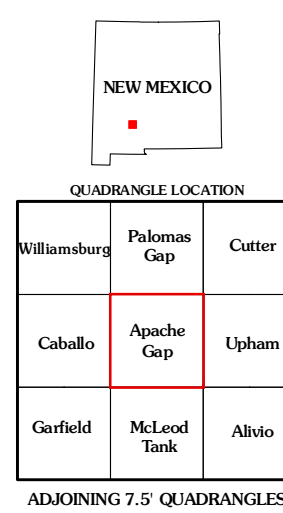 NEW MEXICO
QUADRANGLE LOCATION
Williamsburg
Palomas
Gap
Cutter
Caballo
Apache
Gap
Upham
Garfield
McLeod
Tank
Alivio
ADJOINING 7.5' QUADRANGLES